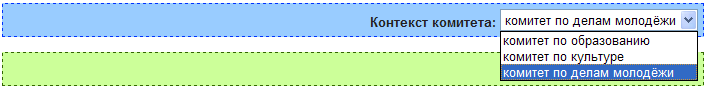 Контекст комитета: комитет по делам молодёжи
комитет по образованию
комитет по культуре
комитет по делам молодёжи